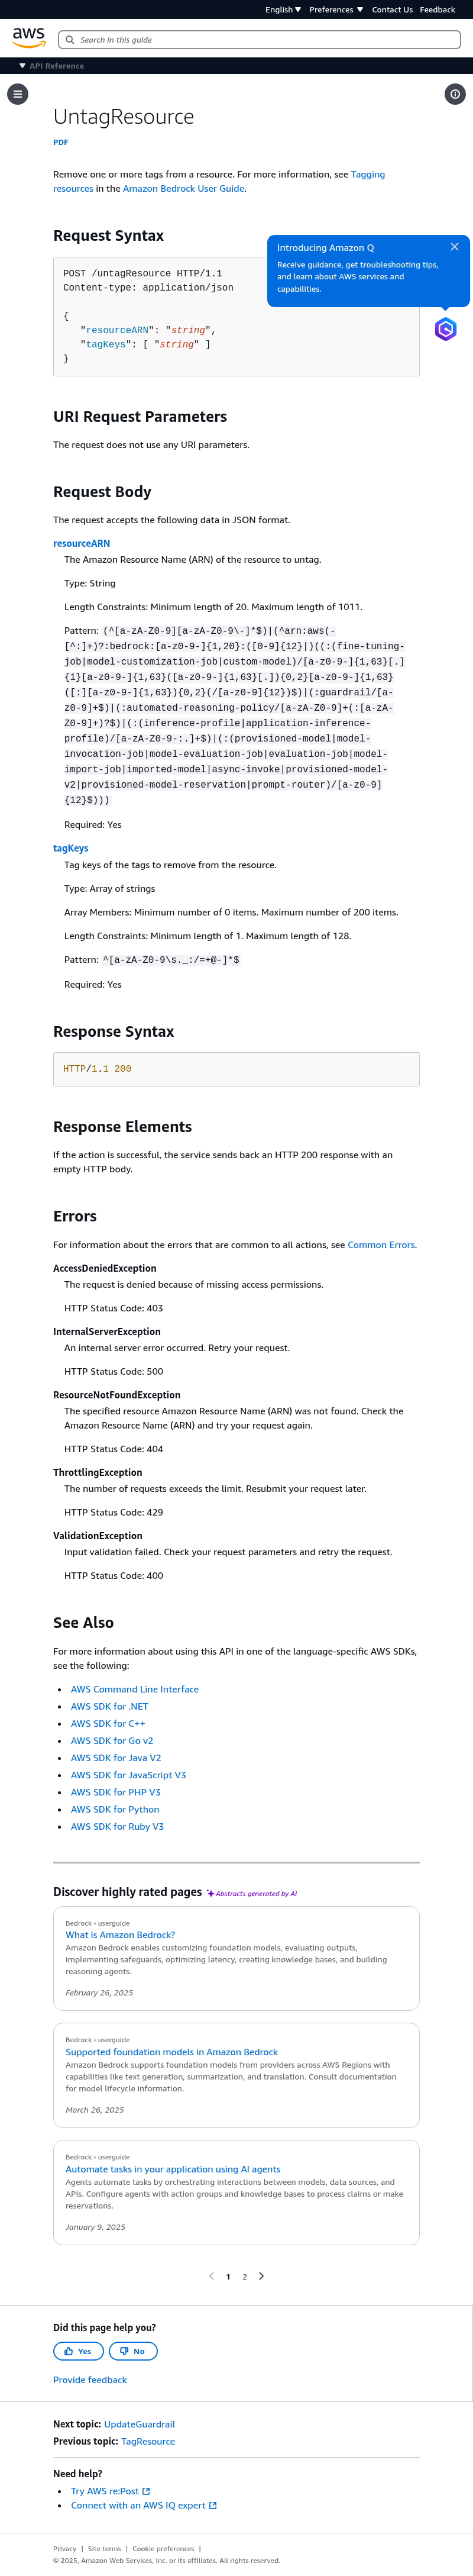 English Preferences Contact Us Feedback
aws
Search in this guide
API Reference
UntagResource
PDF
Remove one or more tags from a resource. For more information, see Tagging
resources in the Amazon Bedrock User Guide.
Request Syntax
Introducing Amazon Q
Receive guidance, get troubleshooting tips,
and learn about AWS services and
capabilities.
POST /untagResource HTTP/1.1
Content-type: application/json
{
"resourceARN": "string",
"tagKeys": [ "string" ]
}
URI Request Parameters
The request does not use any URI parameters.
Request Body
The request accepts the following data in JSON format.
resourceARN
The Amazon Resource Name (ARN) of the resource to untag.
Type: String
Length Constraints: Minimum length of 20. Maximum length of 1011.
Pattern: (^[a-zA-Z0-9][a-zA-Z0-9\-]*$)|(^arn:aws(-
[^:]+)?:bedrock:[a-z0-9-]{1,20}:([0-9]{12}|)((:(fine-tuning-
job|model-customization-job|custom-model)/[a-z0-9-]{1,63}[.]
{1}[a-z0-9-]{1,63}([a-z0-9-]{1,63}[.]){0,2}[a-z0-9-]{1,63}
([:][a-z0-9-]{1,63}){0,2}(/[a-z0-9]{12})$)|(:guardrail/[a-
z0-9]+$)|(:automated-reasoning-policy/[a-zA-Z0-9]+(:[a-zA-
Z0-9]+)?$)|(:(inference-profile|application-inference-
profile)/[a-zA-Z0-9-:.]+$)|(:(provisioned-model|model-
invocation-job|model-evaluation-job|evaluation-job|model-
import-job|imported-model|async-invoke|provisioned-model-
v2|provisioned-model-reservation|prompt-router)/[a-z0-9]
{12}$)))
Required: Yes
tagKeys
Tag keys of the tags to remove from the resource.
Type: Array of strings
Array Members: Minimum number of 0 items. Maximum number of 200 items.
Length Constraints: Minimum length of 1. Maximum length of 128.
Pattern: ^[a-zA-Z0-9\s._:/=+@-]*$
Required: Yes
Response Syntax
HTTP/1.1 200
Response Elements
If the action is successful, the service sends back an HTTP 200 response with an
empty HTTP body.
Errors
For information about the errors that are common to all actions, see Common Errors.
AccessDeniedException
The request is denied because of missing access permissions.
HTTP Status Code: 403
InternalServerException
An internal server error occurred. Retry your request.
HTTP Status Code: 500
ResourceNotFoundException
The specified resource Amazon Resource Name (ARN) was not found. Check the
Amazon Resource Name (ARN) and try your request again.
HTTP Status Code: 404
ThrottlingException
The number of requests exceeds the limit. Resubmit your request later.
HTTP Status Code: 429
ValidationException
Input validation failed. Check your request parameters and retry the request.
HTTP Status Code: 400
See Also
For more information about using this API in one of the language-specific AWS SDKs,
see the following:
• AWS Command Line Interface
• AWS SDK for .NET
• AWS SDK for C++
• AWS SDK for Go v2
• AWS SDK for Java V2
• AWS SDK for JavaScript V3
• AWS SDK for PHP V3
• AWS SDK for Python
• AWS SDK for Ruby V3
Discover highly rated pages Abstracts generated by AI
Bedrock › userguide
What is Amazon Bedrock?
Amazon Bedrock enables customizing foundation models, evaluating outputs,
implementing safeguards, optimizing latency, creating knowledge bases, and building
reasoning agents.
February 26, 2025
Bedrock › userguide
Supported foundation models in Amazon Bedrock
Amazon Bedrock supports foundation models from providers across AWS Regions with
capabilities like text generation, summarization, and translation. Consult documentation
for model lifecycle information.
March 26, 2025
Bedrock › userguide
Automate tasks in your application using AI agents
Agents automate tasks by orchestrating interactions between models, data sources, and
APIs. Configure agents with action groups and knowledge bases to process claims or make
reservations.
January 9, 2025
1 2
Did this page help you?
Yes No
Provide feedback
Next topic: UpdateGuardrail
Previous topic: TagResource
Need help?
• Try AWS re:Post
• Connect with an AWS IQ expert
Privacy | Site terms | Cookie preferences |
© 2025, Amazon Web Services, Inc. or its affiliates. All rights reserved.